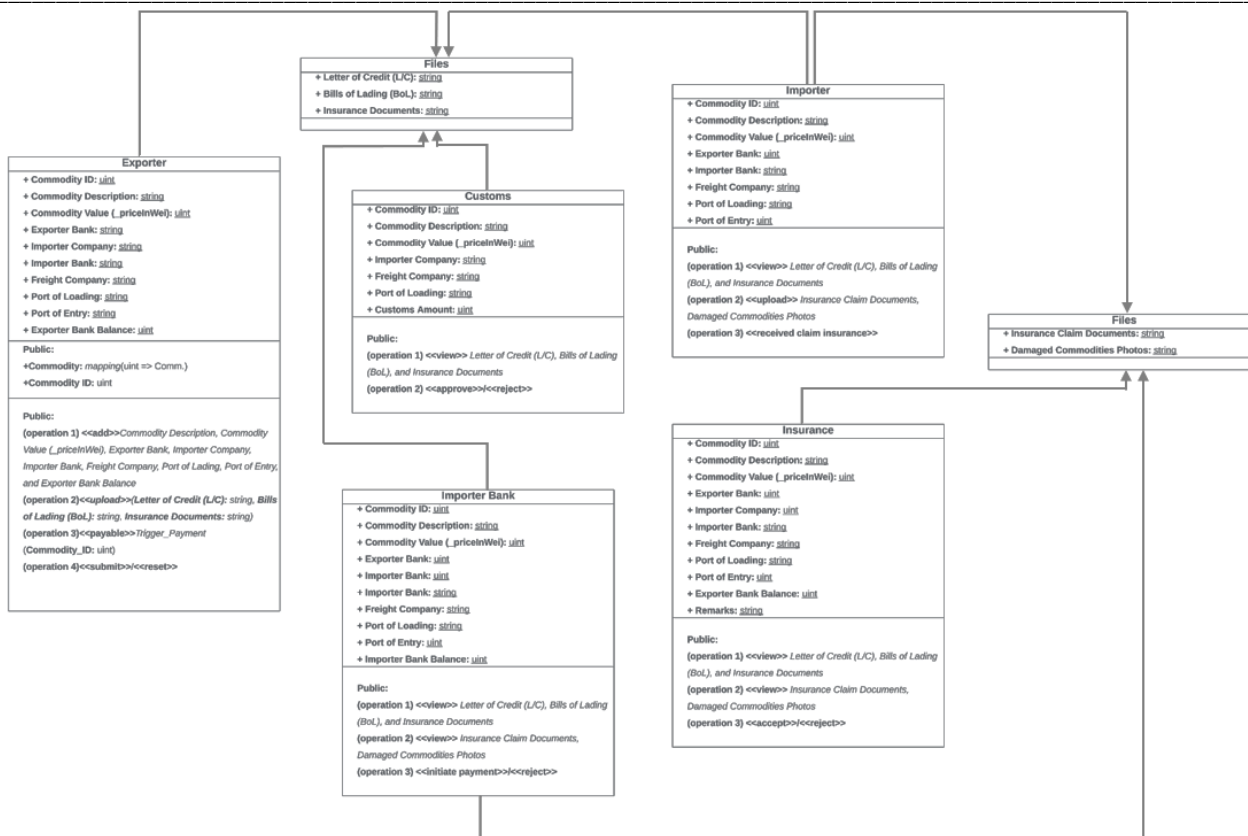 Files
+ Letter of Credit (L/C): string
+ Bills of Lading (BoL): string
+ Insurance Documents: string
Exporter
+ Commodity ID: uint
+ Commodity Description: string
+ Commodity Value (_priceInWei): uint
+ Exporter Bank: string
+ Importer Company: string
+ Importer Bank: string
+ Freight Company: string
+ Port of Loading: string
+ Port of Entry: string
+ Exporter Bank Balance: uint
Public:
+Commodity: mapping(uint => Comm.)
+Commodity ID: uint
Public:
(operation 1) <<add>>Commodity Description, Commodity
Value (_priceInWei), Exporter Bank, Importer Company,
Importer Bank, Freight Company, Port of Lading, Port of Entry,
and Exporter Bank Balance
(operation 2)<<upload>>(Letter of Credit (L/C): string, Bills
of Lading (BoL): string, Insurance Documents: string)
(operation 3)<<payable>>Trigger_Payment
(Commodity_ID: uint)
(operation 4)<<submit>>/<<reset>>
Customs
+ Commodity ID: uint
+ Commodity Description: string
+ Commodity Value (_priceInWei): uint
+ Importer Company: string
+ Freight Company: string
+ Port of Loading: string
+ Customs Amount: uint
Public:
(operation 1) <<view>> Letter of Credit (L/C), Bills of Lading
(BoL), and Insurance Documents
(operation 2) <<approve>>/<<reject>>
Importer Bank
+ Commodity ID: uint
+ Commodity Description: string
+ Commodity Value (_priceInWei): uint
+ Exporter Bank: uint
+ Importer Bank: uint
+ Importer Bank: string
+ Freight Company: string
+ Port of Loading: string
+ Port of Entry: uint
+ Importer Bank Balance: uint
Public:
(operation 1) <<view>> Letter of Credit (L/C), Bills of Lading
(BoL), and Insurance Documents
(operation 2) <<view>> Insurance Claim Documents,
Damaged Commodities Photos
(operation 3) <<initiate payment>>/<<reject>>
Importer
+ Commodity ID: uint
+ Commodity Description: string
+ Commodity Value (_priceInWei): uint
+ Exporter Bank: uint
+ Importer Bank: string
+ Freight Company: string
+ Port of Loading: string
+ Port of Entry: uint
Public:
(operation 1) <<view>> Letter of Credit (L/C), Bills of Lading
(BoL), and Insurance Documents
(operation 2) <<upload>> Insurance Claim Documents,
Damaged Commodities Photos
(operation 3) <<received claim insurance>>
Files
+ Insurance Claim Documents: string
+ Damaged Commodities Photos: string
Insurance
+ Commodity ID: uint
+ Commodity Description: string
+ Commodity Value (_priceInWei): uint
+ Exporter Bank: uint
+ Importer Company: uint
+ Importer Bank: string
+ Freight Company: string
+ Port of Loading: string
+ Port of Entry: uint
+ Exporter Bank Balance: uint
+ Remarks: string
Public:
(operation 1) <<view>> Letter of Credit (L/C), Bills of Lading
(BoL), and Insurance Documents
(operation 2) <<view>> Insurance Claim Documents,
Damaged Commodities Photos
(operation 3) <<accept>>/<<reject>>